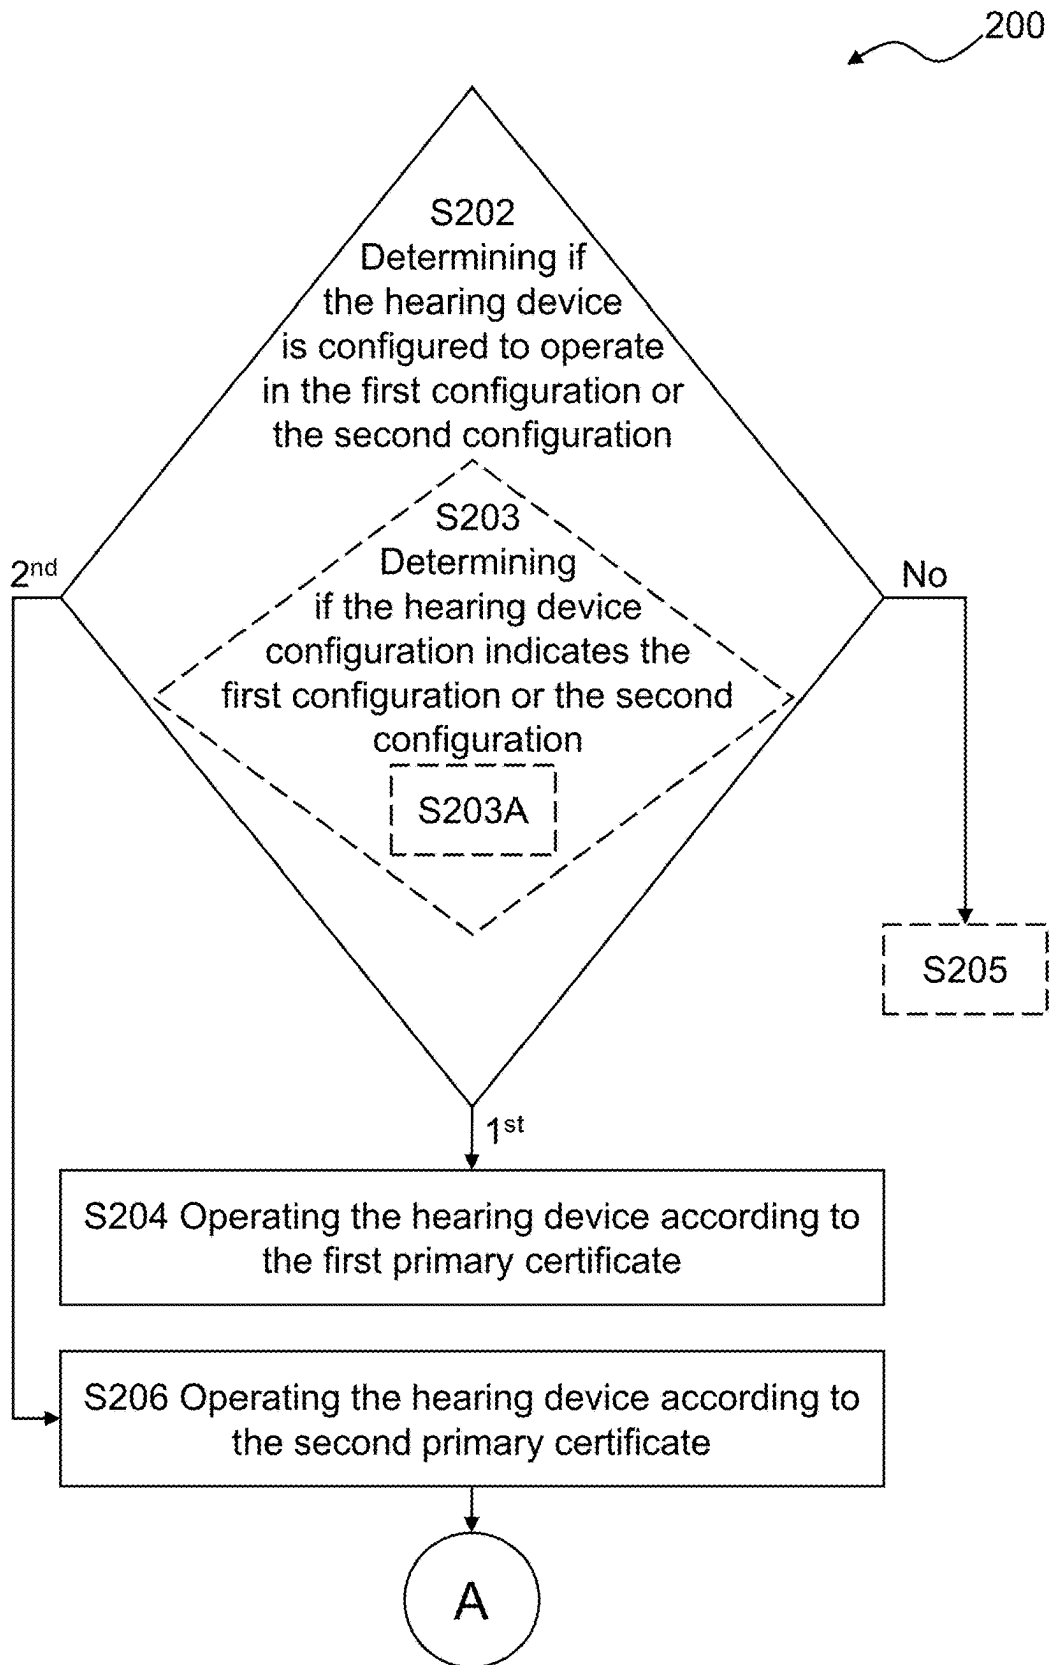 200
S202
Determining if
the hearing device
is configured to operate
in the first configuration or
the second configuration
S203
Determining
if the hearing device
configuration indicates the
first configuration or the second
configuration
S203A
2nd
No
S205
1st
S204 Operating the hearing device according to
the first primary certificate
S206 Operating the hearing device according to
the second primary certificate
A